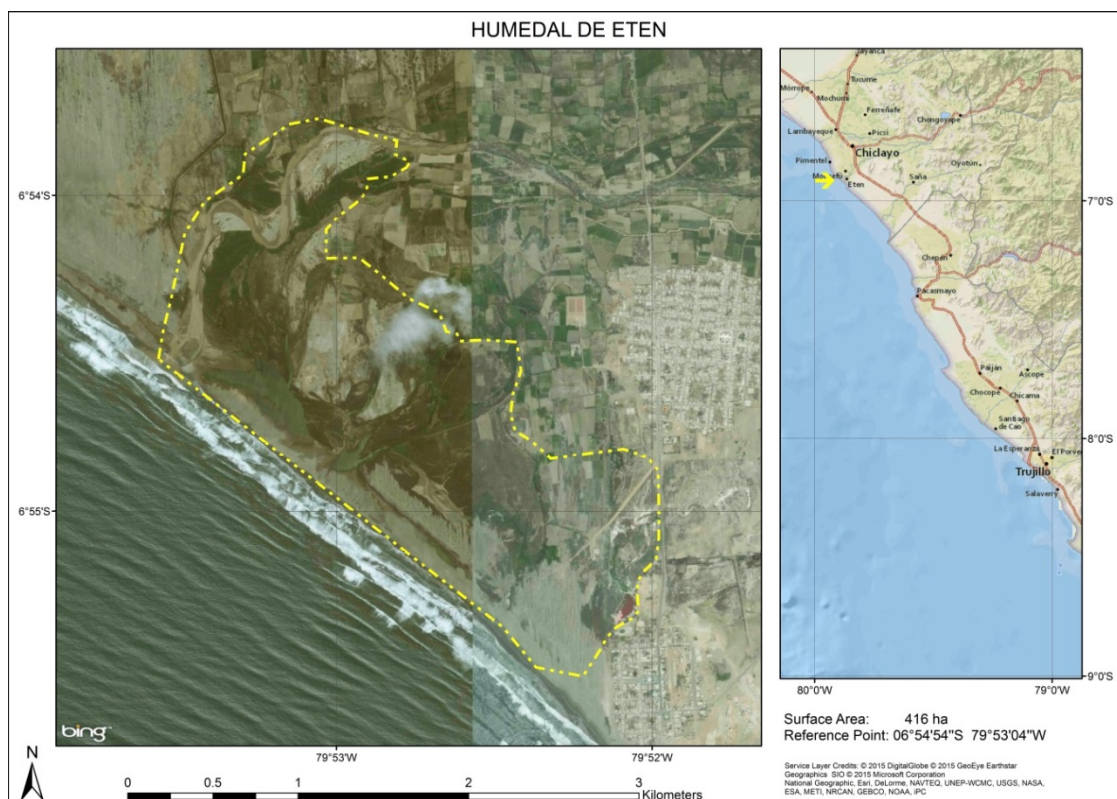 HUMEDAL DE ETEN
6°54'S
6°55'S
79°53'W
79°52'W
bing™
N
0 0.5 1 2 3
Kilometers
Jayanca
Tucume
Mórrope
Mochumi
Ferreñafe
Chongoyape
Lambayeque
Picsi
Chiclayo
Pimentel
Oyotún
Eten
Saña
7°0'S
Chepén
Pacasmayo
Paijan
Ascope
Chocope
Chicama
Santiago
de Cao
8°0'S
La Esperanza
El Porve
Trujillo
Salaverry
9°0'S
80°0'W
79°0'W
Surface Area: 416 ha
Reference Point: 06°54'54"S 79°53'04"W
Service Layer Credits: © 2015 DigitalGlobe © 2015 GeoEye Earthstar
Geographics SIO © 2015 Microsoft Corporation
National Geographic, Esri, DeLorme, NAVTEQ, UNEP-WCMC, USGS, NASA,
ESA, METI, NRCAN, GEBCO, NOAA, iPC